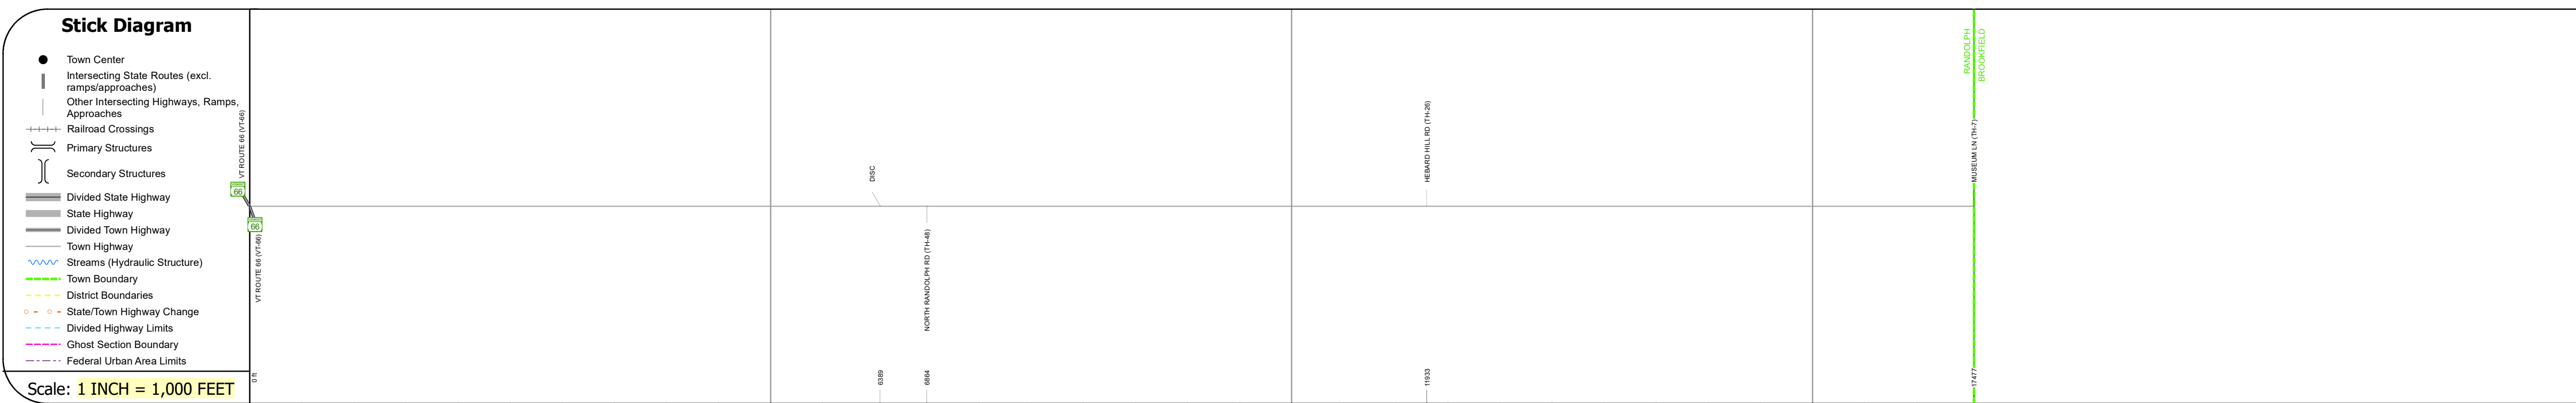 Stick Diagram
Town Center
Intersecting State Routes (excl.
ramps/approaches)
Other Intersecting Highways, Ramps,
Approaches
Railroad Crossings
Primary Structures
Secondary Structures
Divided State Highway
State Highway
Divided Town Highway
Town Highway
Streams (Hydraulic Structure)
Town Boundary
District Boundaries
State/Town Highway Change
Divided Highway Limits
Ghost Section Boundary
Federal Urban Area Limits
Scale: 1 INCH = 1,000 FEET
VT ROUTE 66 (VT-66)
66
66
VT ROUTE 66 (VT-66)
0 ft
DISC
6389
NORTH RANDOLPH RD (TH-48)
6864
HEBARD HILL RD (TH-26)
11933
RANDOLPH
BROOKFIELD
MUSEUM LN (TH-7)
17477